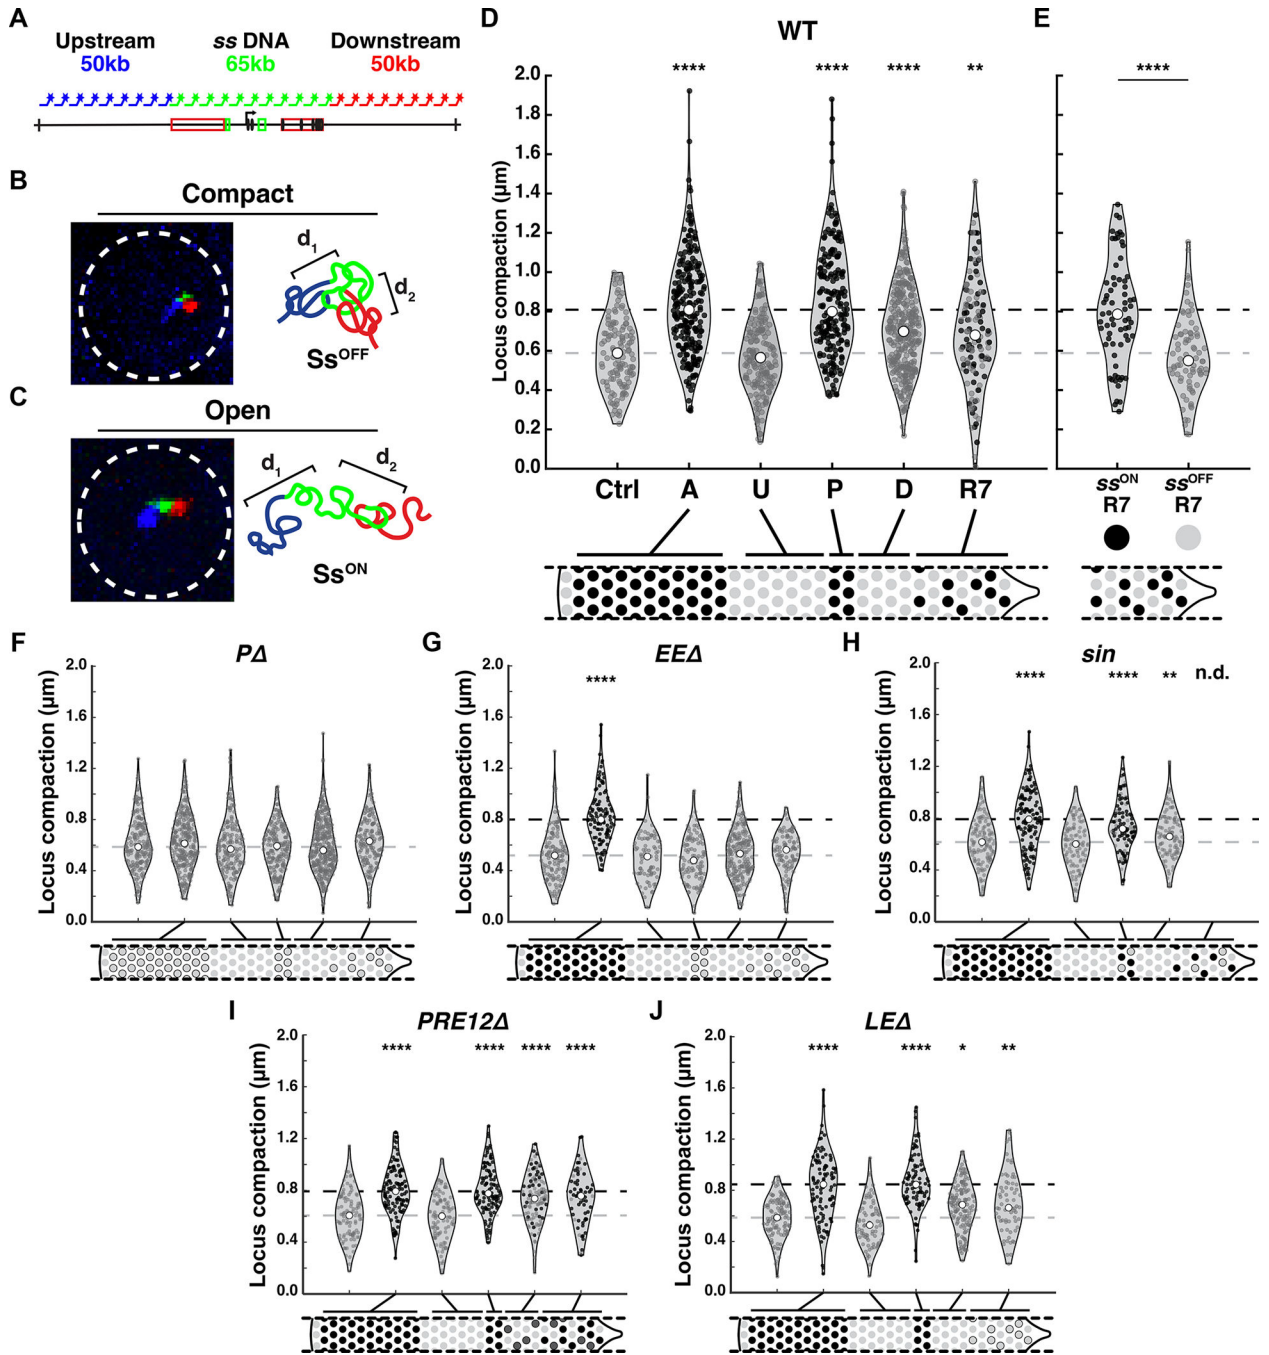 A
Upstream
50kb
ss DNA
65kb
Downstream
50kb
B
Compact
d1
d2
SsOFF
C
Open
d1
d2
SsON
D
WT
**** **** **** **
Locus compaction (μm)
2.0
1.8
1.6
1.4
1.2
1.0
0.8
0.6
0.4
0.2
0.0
Ctrl A U P D R7
E
****
ssON
R7
ssOFF
R7
F
PΔ
Locus compaction (μm)
2.0
1.6
1.2
0.8
0.4
0.0
G
EEΔ
****
Locus compaction (μm)
2.0
1.6
1.2
0.8
0.4
0.0
H
sin
**** **** ** n.d.
Locus compaction (μm)
2.0
1.6
1.2
0.8
0.4
0.0
I
PRE12Δ
**** **** **** ****
Locus compaction (μm)
2.0
1.6
1.2
0.8
0.4
0.0
J
LEΔ
**** **** * **
Locus compaction (μm)
2.0
1.6
1.2
0.8
0.4
0.0